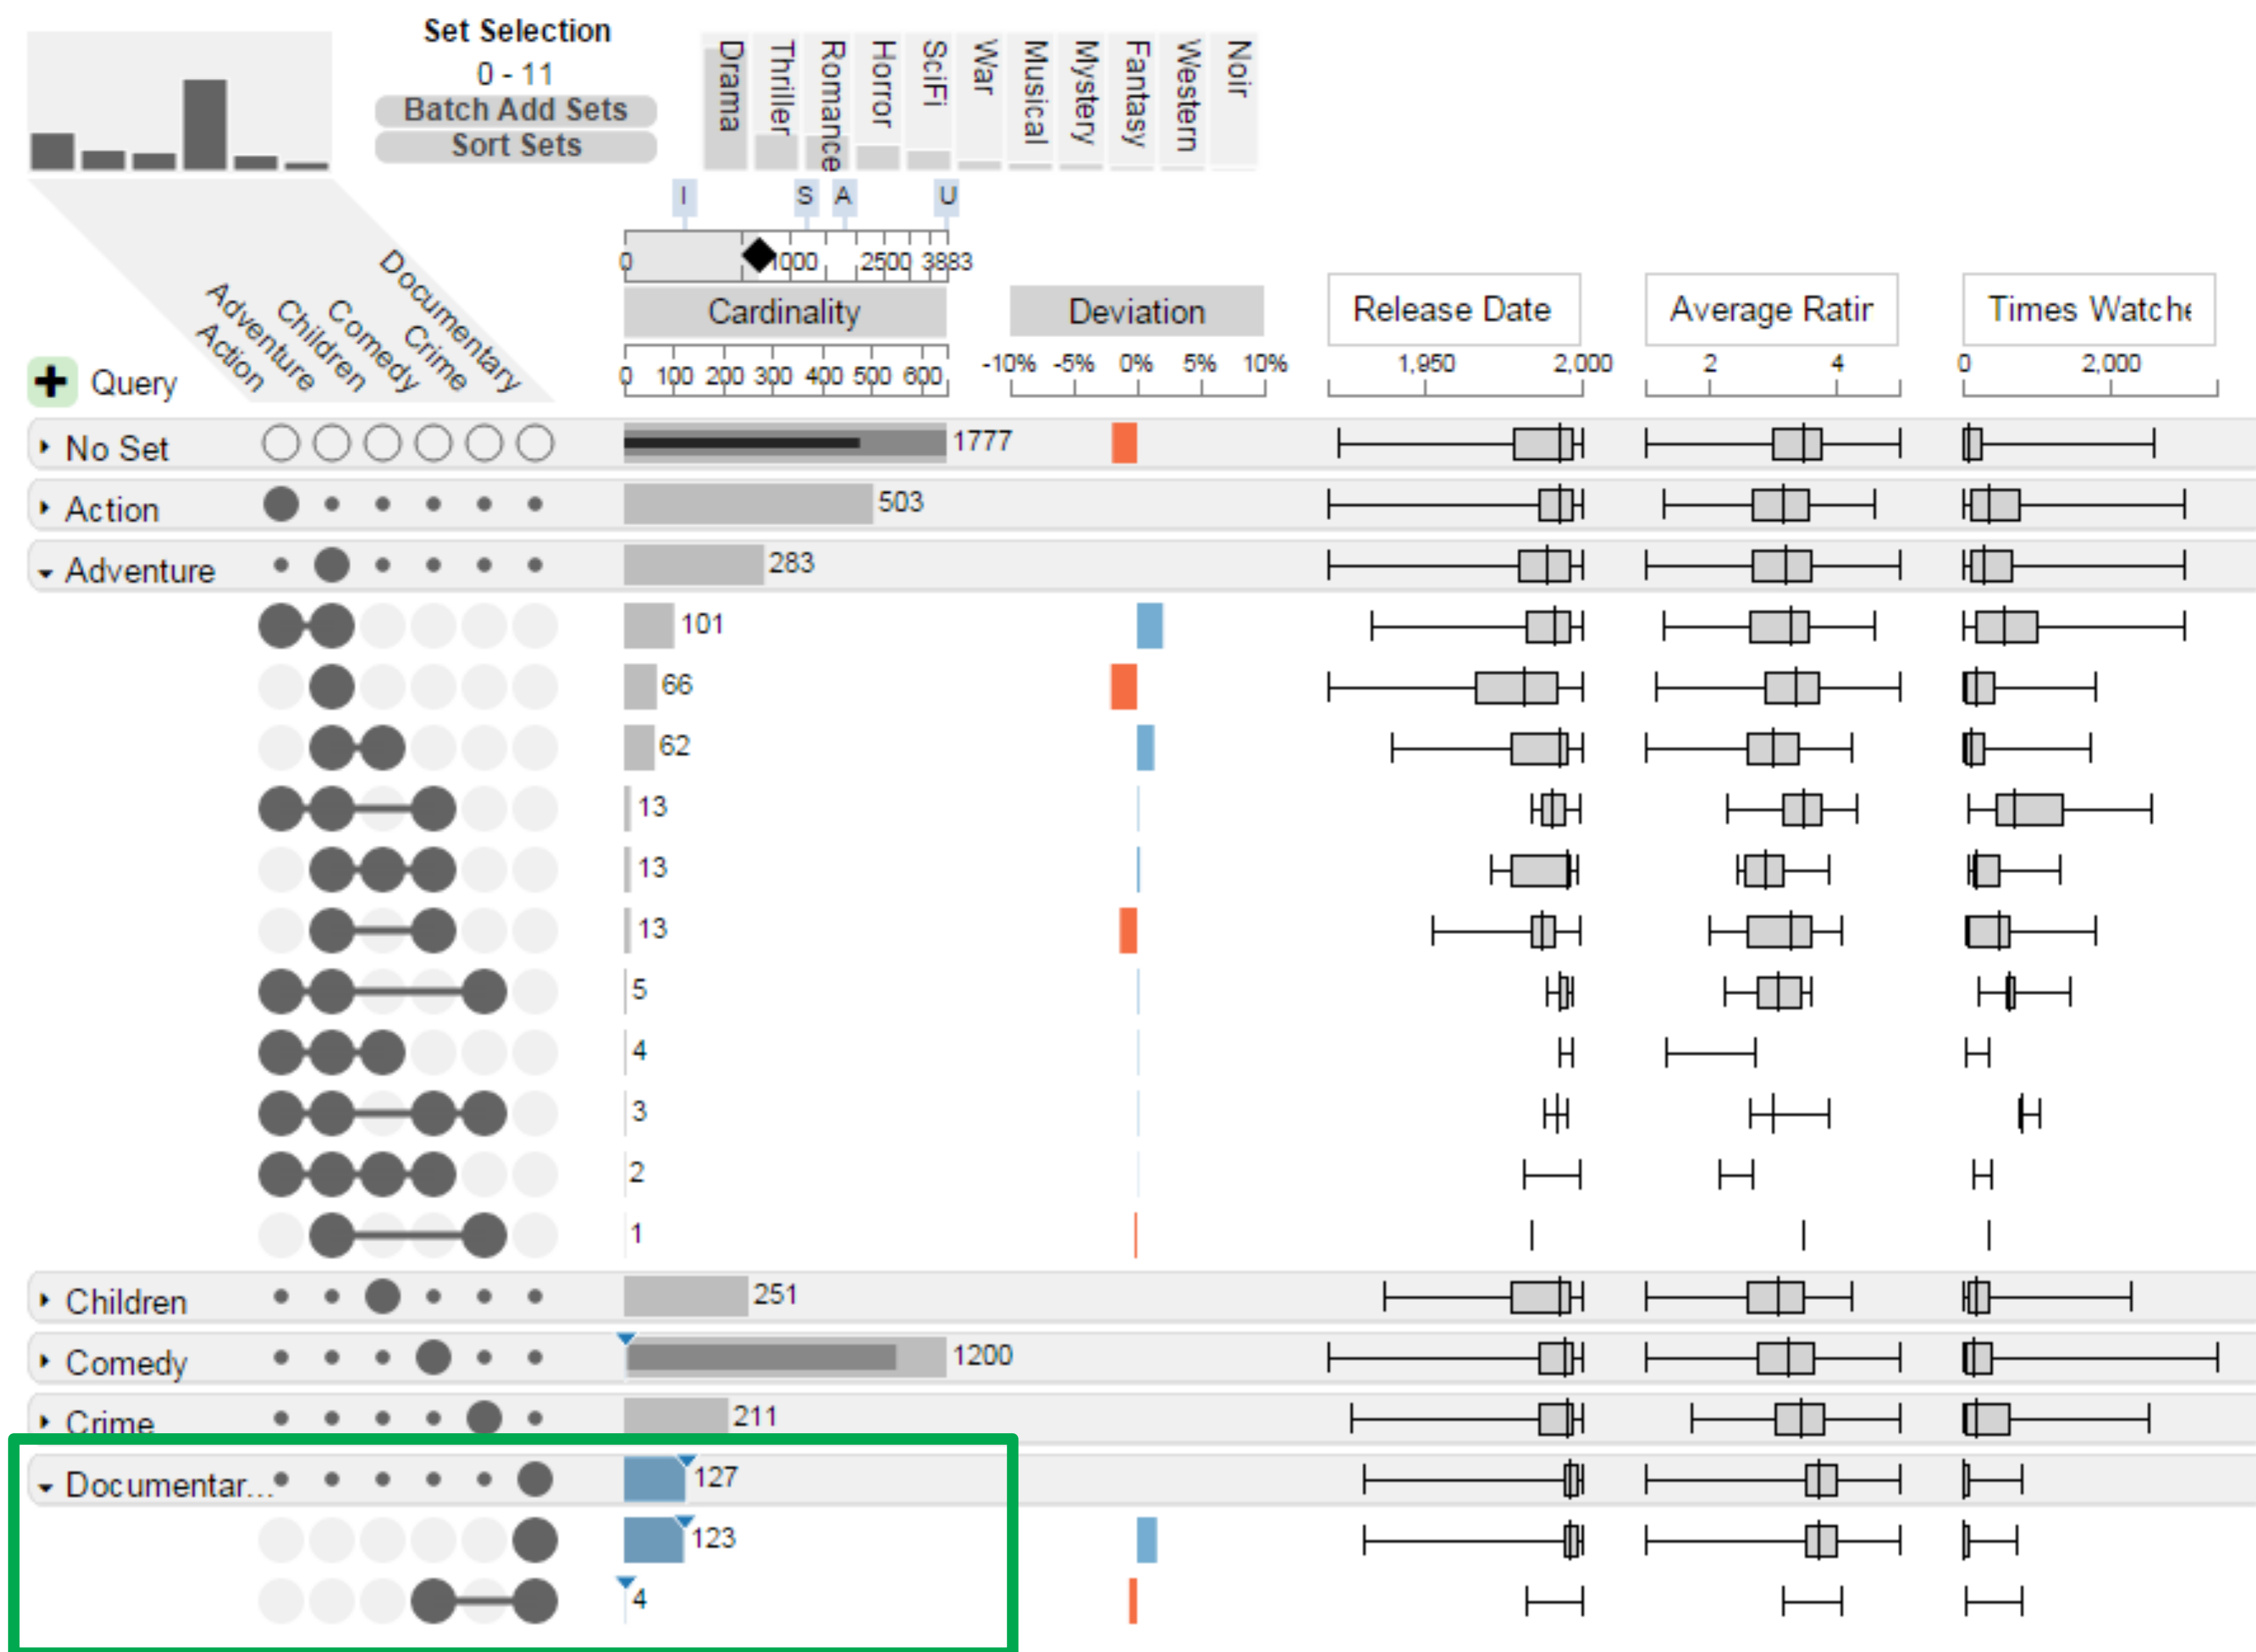 Set Selection
0 - 11
Batch Add Sets
Sort Sets
Drama
Thriller
Romance
Horror
SciFi
War
Musical
Mystery
Fantasy
Western
Noir
I S A U
0 1000 2500 3883
Action
Adventure
Children
Comedy
Crime
Documentary
Query
Cardinality
0 100 200 300 400 500 600
Deviation
-10% -5% 0% 5% 10%
Release Date
1,950 2,000
Average Ratin
2 4
Times Watche
0 2,000
No Set 1777
Action 503
Adventure 283
101
66
62
13
13
13
5
4
3
2
1
Children 251
Comedy 1200
Crime 211
Documentar... 127
123
4